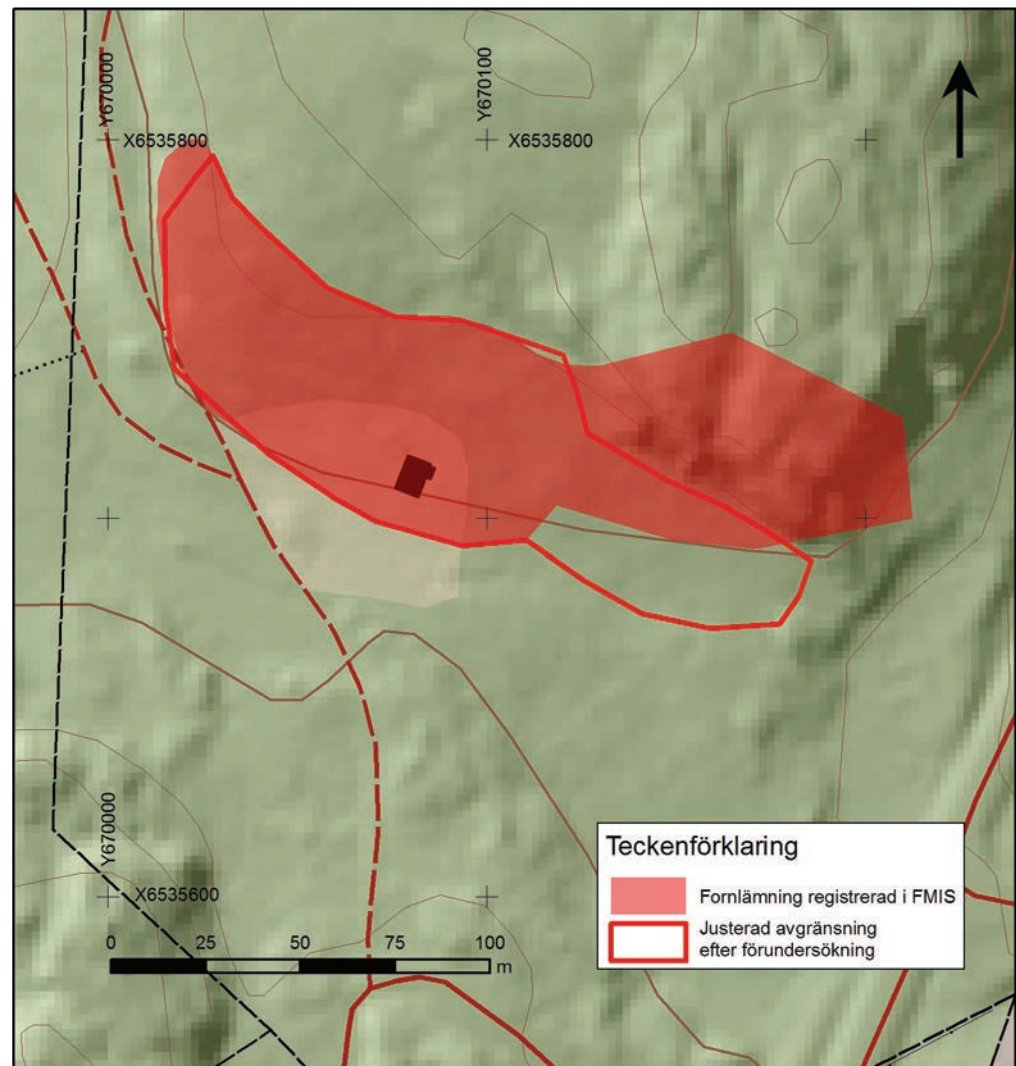 Y670000
Y670100
X6535800
X6535800
Y670000
X6535600
0 25 50 75 100
m
Teckenförklaring
Fornlämning registrerad i FMIS
Justerad avgränsning
efter förundersökning